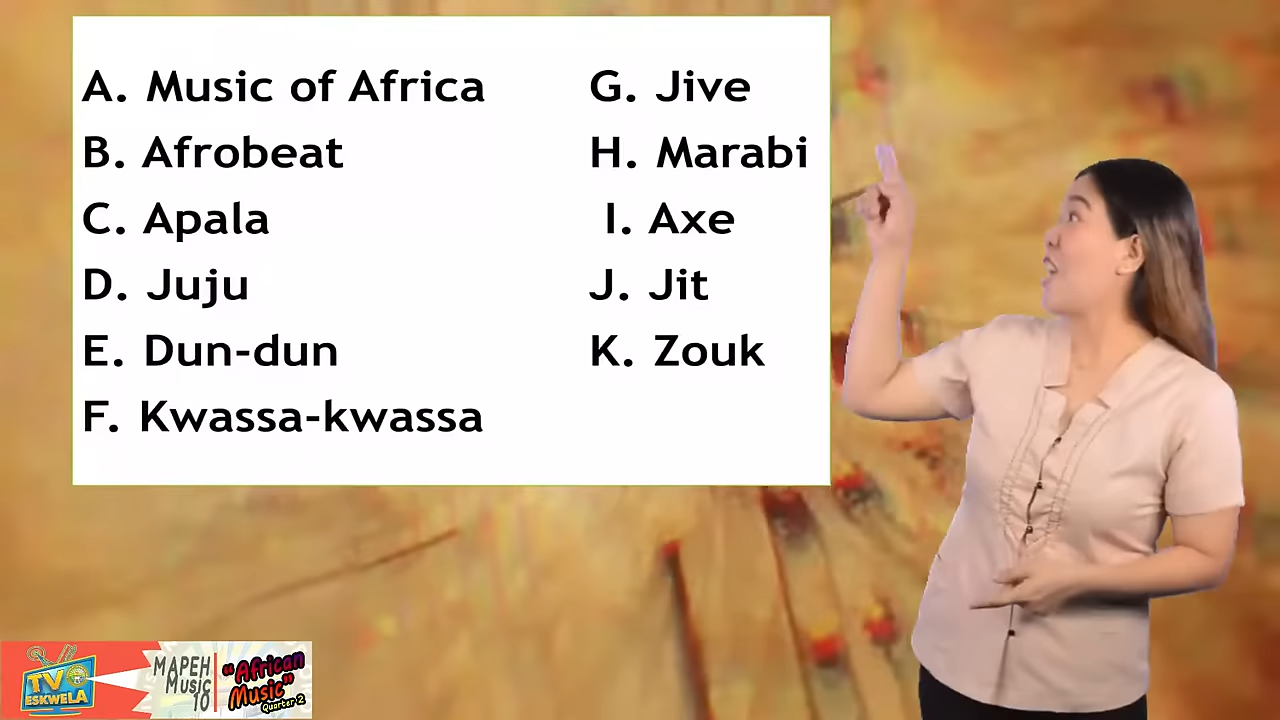 A. Music of Africa
B. Afrobeat
C. Apala
D. Juju
E. Dun-dun
F. Kwassa-kwassa
G. Jive
H. Marabi
I. Axe
J. Jit
K. Zouk
TV
ESKWELA
MAPEH
Music
10
"African
Music"
Quarter 2